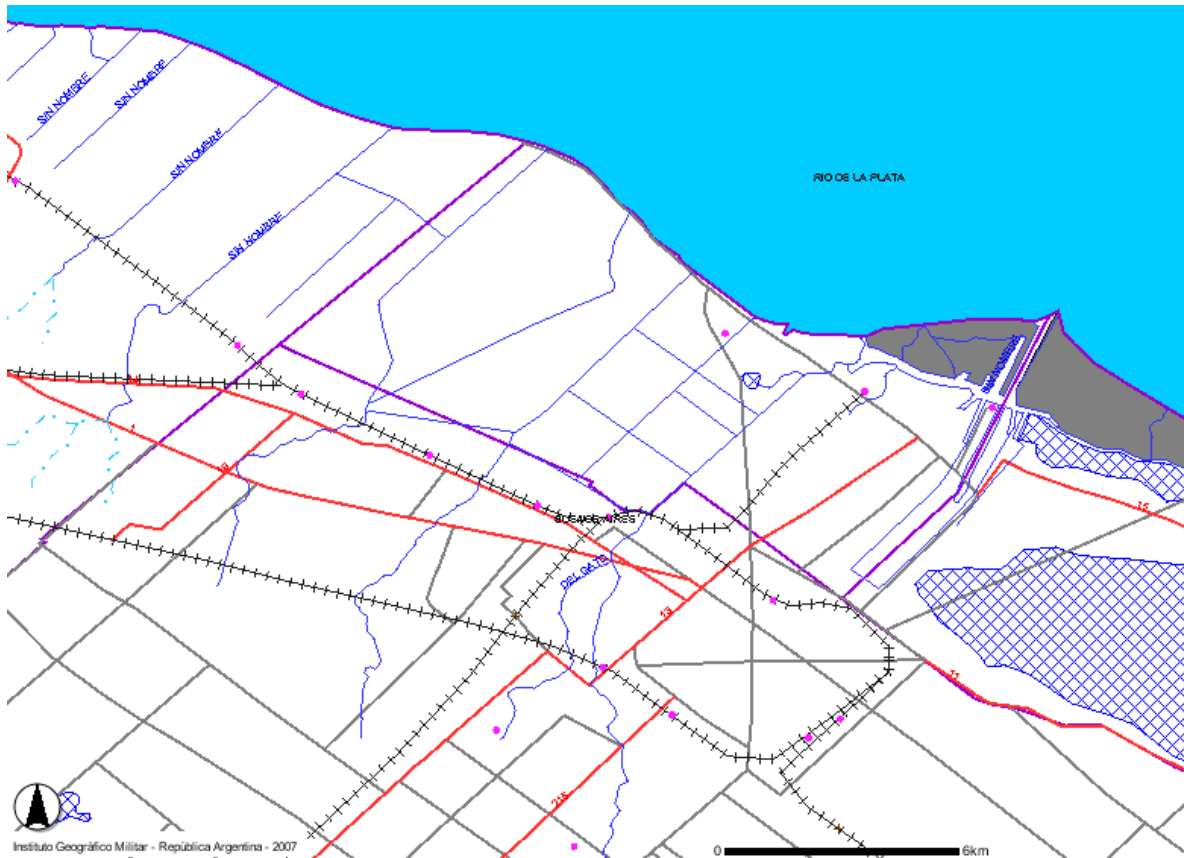 SIN NOMBRE
SIN NOMBRE
SIN NOMBRE
SIN NOMBRE
RIO DE LA PLATA
1
BUENOS AIRES
DEL GATO
13
15
11
215
Instituto Geográfico Militar - República Argentina - 2007
0
6km